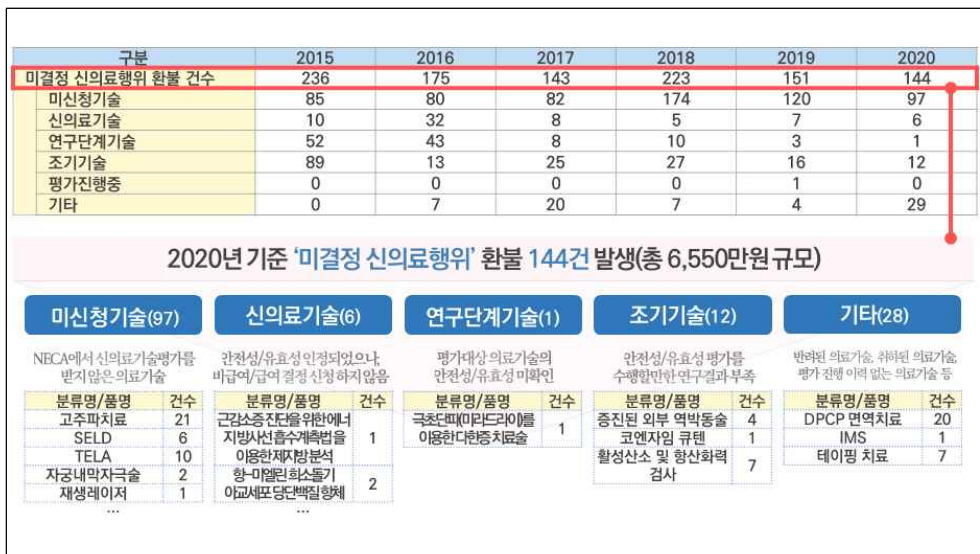 구분 2015 2016 2017 2018 2019 2020
미결정 신의료행위 환불 건수 236 175 143 223 151 144
미신청기술 85 80 82 174 120 97
신의료기술 10 32 8 5 7 6
연구단계기술 52 43 8 10 3 1
조기기술 89 13 25 27 16 12
평가진행중 0 0 0 0 1 0
기타 0 7 20 7 4 29
2020년 기준 '미결정 신의료행위' 환불 144건 발생(총 6,550만원 규모)
미신청기술(97)
NECA에서 신의료기술평가를
받지 않은 의료기술
분류명/품명 건수
고주파치료 21
SELD 6
TELA 10
자궁내막자극술 2
재생레이저 1
...
신의료기술(6)
안전성/유효성 인정되었으나,
비급여/급여 결정 신청 하지 않음
분류명/품명 건수
근감소증 진단을 위한 에너
지 방사선 흡수계측법을 1
이용한 제지방 분석
항-미엘린 희소돌기
아교세포 당단백질 항체 2
...
연구단계기술(1)
평가대상 의료기술의
안전성/유효성 미확인
분류명/품명 건수
극초단파(미라드라이)를
이용한 다한증 치료술 1
조기기술(12)
안전성/유효성 평가를
수행할만한 연구결과 부족
분류명/품명 건수
증진된 외부 역박동술 4
코엔자임 큐텐 1
활성산소 및 항산화력
검사 7
기타(28)
반려된 의료기술, 취하된 의료기술,
평가 진행 이력 없는 의료기술 등
분류명/품명 건수
DPCP 면역치료 20
IMS 1
테이핑 치료 7